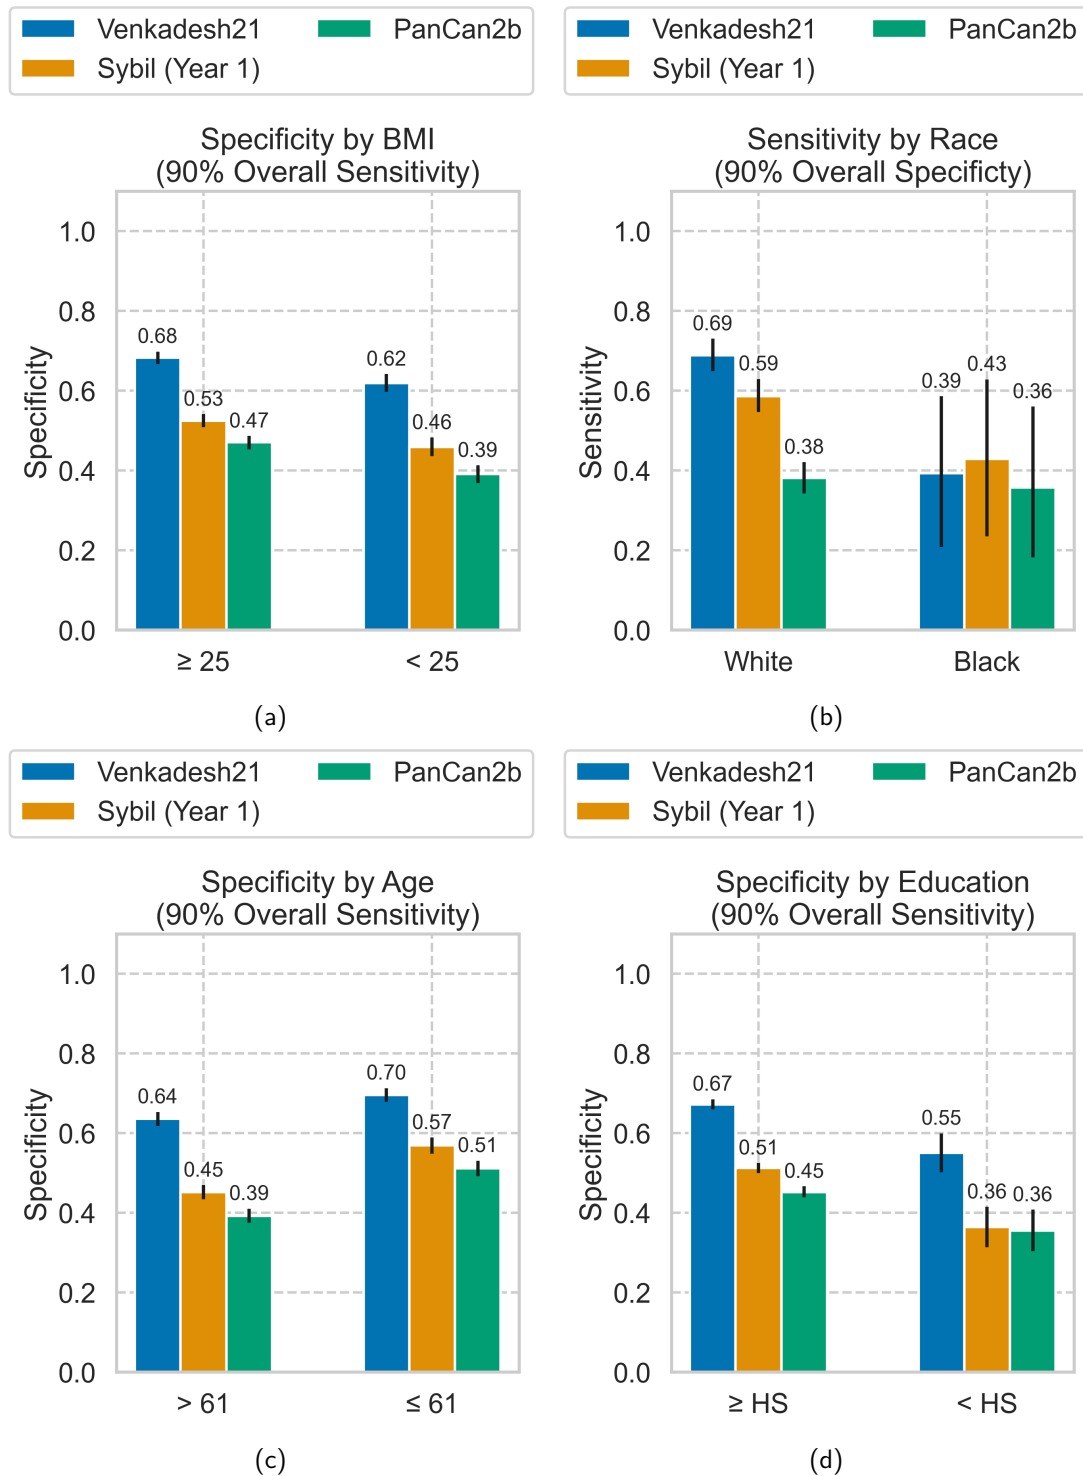 Venkadesh21 PanCan2b
Sybil (Year 1)
Specificity by BMI
(90% Overall Sensitivity)
Specificity
1.0
0.8
0.6
0.4
0.2
0.0
0.68
0.53
0.47
0.62
0.46
0.39
≥ 25 < 25
(a)
Venkadesh21 PanCan2b
Sybil (Year 1)
Sensitivity by Race
(90% Overall Specificty)
Sensitivity
1.0
0.8
0.6
0.4
0.2
0.0
0.69
0.59
0.38
0.39
0.43
0.36
White Black
(b)
Venkadesh21 PanCan2b
Sybil (Year 1)
Specificity by Age
(90% Overall Sensitivity)
Specificity
1.0
0.8
0.6
0.4
0.2
0.0
0.64
0.45
0.39
0.70
0.57
0.51
> 61 ≤ 61
(c)
Venkadesh21 PanCan2b
Sybil (Year 1)
Specificity by Education
(90% Overall Sensitivity)
Specificity
1.0
0.8
0.6
0.4
0.2
0.0
0.67
0.51
0.45
0.55
0.36
0.36
≥ HS < HS
(d)